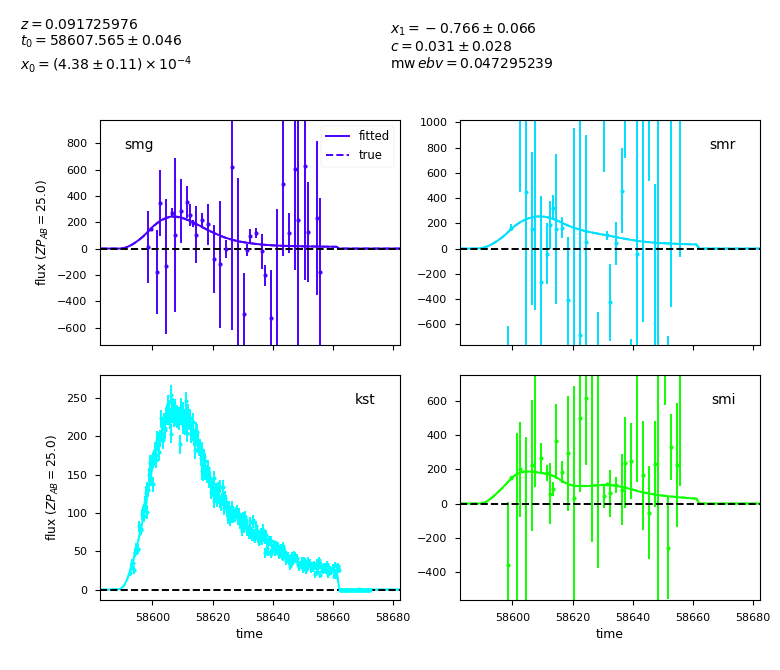 z = 0.091725976
t₀ = 58607.565 ± 0.046
x₀ = (4.38 ± 0.11) × 10⁻⁴
x₁ = −0.766 ± 0.066
c = 0.031 ± 0.028
mw ebv = 0.047295239
smg
fitted
true
800
600
400
200
0
−200
−400
−600
flux (ZP_AB = 25.0)
smr
1000
800
600
400
200
0
−200
−400
−600
kst
250
200
150
100
50
0
flux (ZP_AB = 25.0)
58600
58620
58640
58660
58680
time
smi
600
400
200
0
−200
−400
58600
58620
58640
58660
58680
time